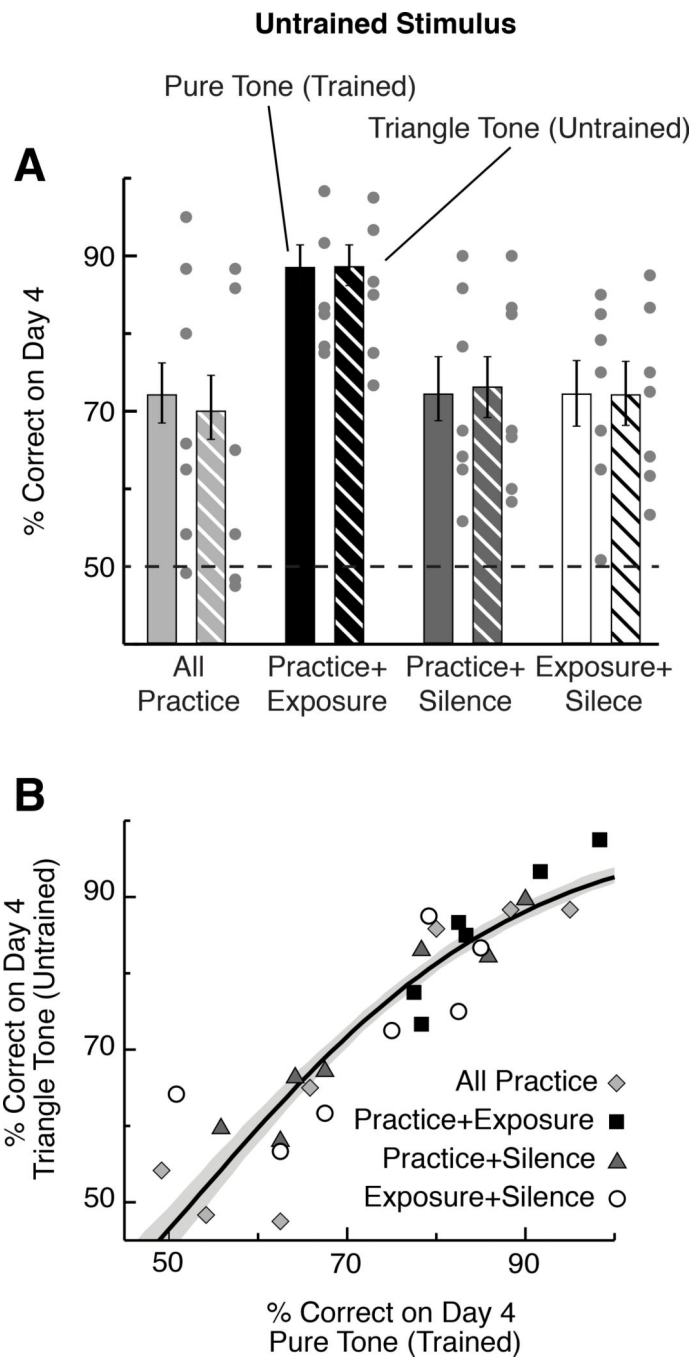 Untrained Stimulus
Pure Tone (Trained)
Triangle Tone (Untrained)
A
% Correct on Day 4
90
70
50
All
Practice
Practice+
Exposure
Practice+
Silence
Exposure+
Silece
B
% Correct on Day 4
Triangle Tone (Untrained)
90
70
50
All Practice
Practice+Exposure
Practice+Silence
Exposure+Silence
50
70
90
% Correct on Day 4
Pure Tone (Trained)